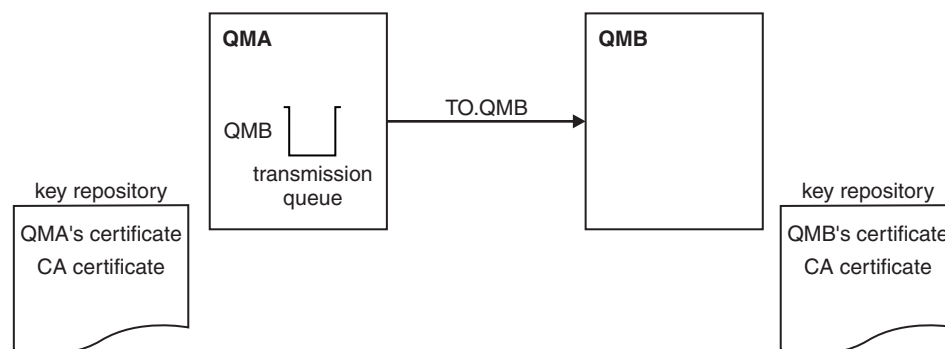 QMA
QMB
TO.QMB
QMB
transmission
queue
key repository
QMA's certificate
CA certificate
key repository
QMB's certificate
CA certificate